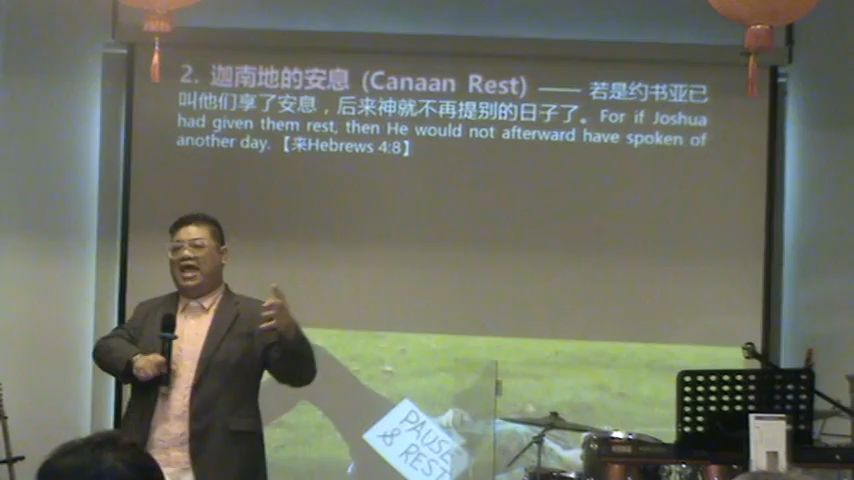 2. 迦南地的安息 (Canaan Rest) —— 若是约书亚已
叫他们享了安息，后来神就不再提别的日子了。For if Joshua
had given them rest, then He would not afterward have spoken of
another day. 【来Hebrews 4:8】
PAUSE
& REST